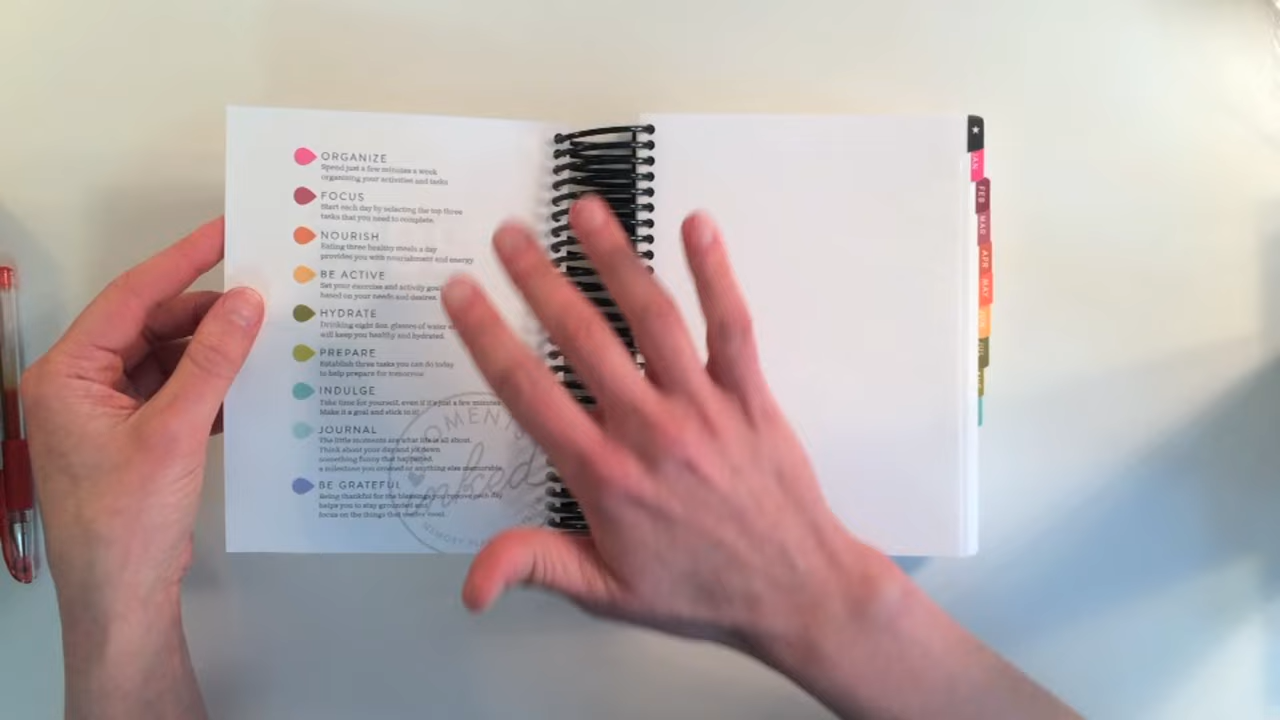 ORGANIZE
Spend just a few minutes a week
organizing your activities and tasks
FOCUS
Start each day by selecting the top three
tasks that you need to complete.
NOURISH
Eating three healthy meals a day
provides you with nourishment and energy
BE ACTIVE
Set your exercise and activity goals
based on your needs and desires.
HYDRATE
Drinking eight 8oz. glasses of water
will keep you healthy and hydrated.
PREPARE
Establish three tasks you can do today
to help prepare for tomorrow
INDULGE
Take time for yourself, even if it's just a few minutes
Make it a goal and stick to it!
JOURNAL
The little moments are what life is all about.
Think about your day and jot down
something funny that happened,
a milestone you crossed or anything else memorable
BE GRATEFUL
Being thankful for the blessings you receive each day
helps you to stay grounded and
focus on the things that matter most.
MOMENTS
nked
MEMORY
FEB
MAR
APR
MAY